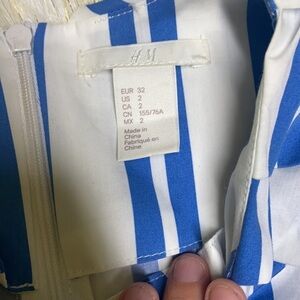 H&M
EUR 32
US 2
CA 2
CN 155/76A
MX 2
Made in
China
Fabriqué en
Chine